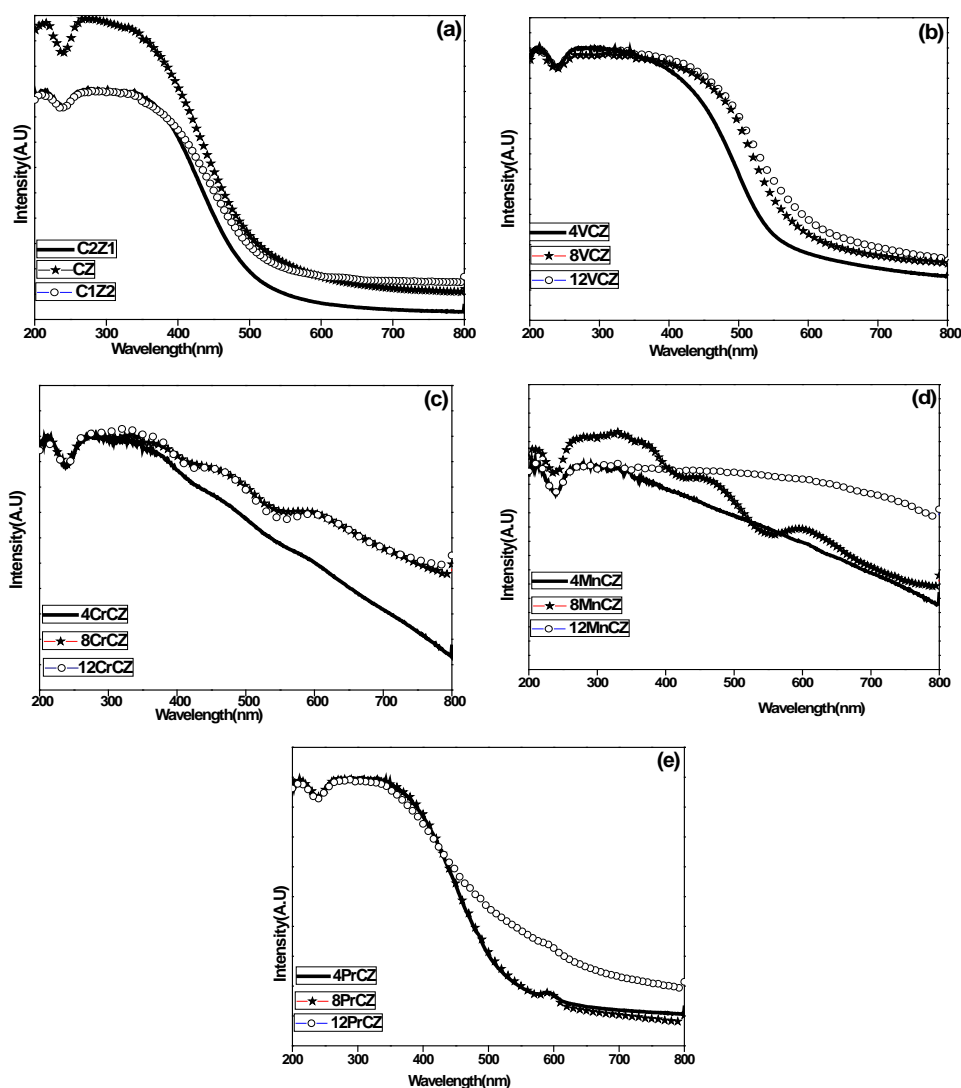 (a)
Intensity(A.U)
C2Z1
CZ
C1Z2
200 300 400 500 600 700 800
Wavelength(nm)
(b)
Intensity(A.U)
4VCZ
8VCZ
12VCZ
200 300 400 500 600 700 800
Wavelength(nm)
(c)
Intensity(A.U)
4CrCZ
8CrCZ
12CrCZ
200 300 400 500 600 700 800
Wavelength(nm)
(d)
Intensity(A.U)
4MnCZ
8MnCZ
12MnCZ
200 300 400 500 600 700 800
Wavelength(nm)
(e)
Intensity(A.U)
4PrCZ
8PrCZ
12PrCZ
200 300 400 500 600 700 800
Wavelength(nm)